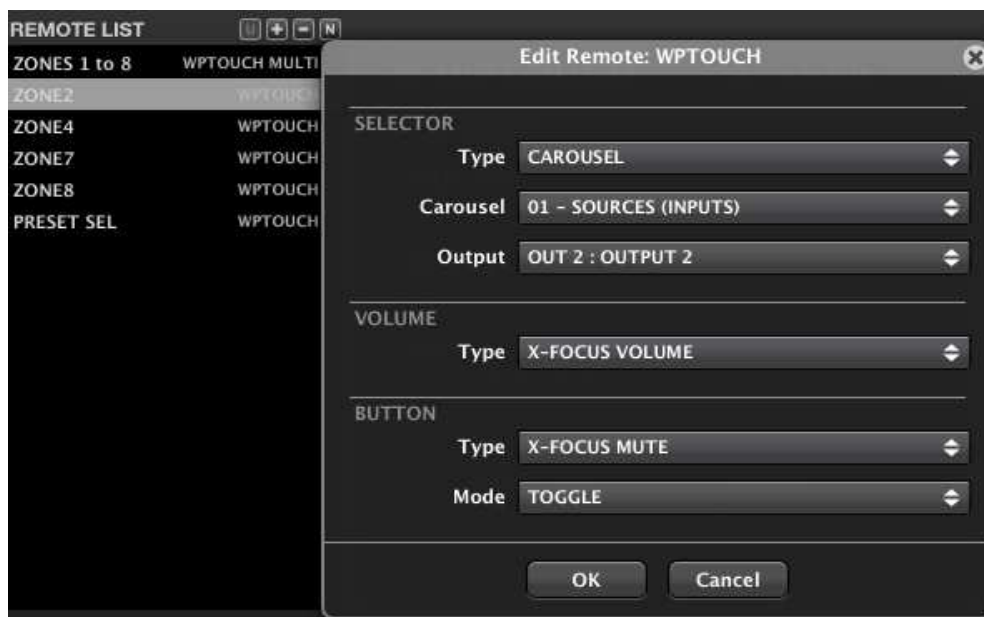 REMOTE LIST U + - N
ZONES 1 to 8 WPTOUCH MULTI
ZONE2 WPTOUCH
ZONE4 WPTOUCH
ZONE7 WPTOUCH
ZONE8 WPTOUCH
PRESET SEL WPTOUCH
Edit Remote: WPTOUCH
SELECTOR
Type CAROUSEL
Carousel 01 - SOURCES (INPUTS)
Output OUT 2 : OUTPUT 2
VOLUME
Type X-FOCUS VOLUME
BUTTON
Type X-FOCUS MUTE
Mode TOGGLE
OK Cancel